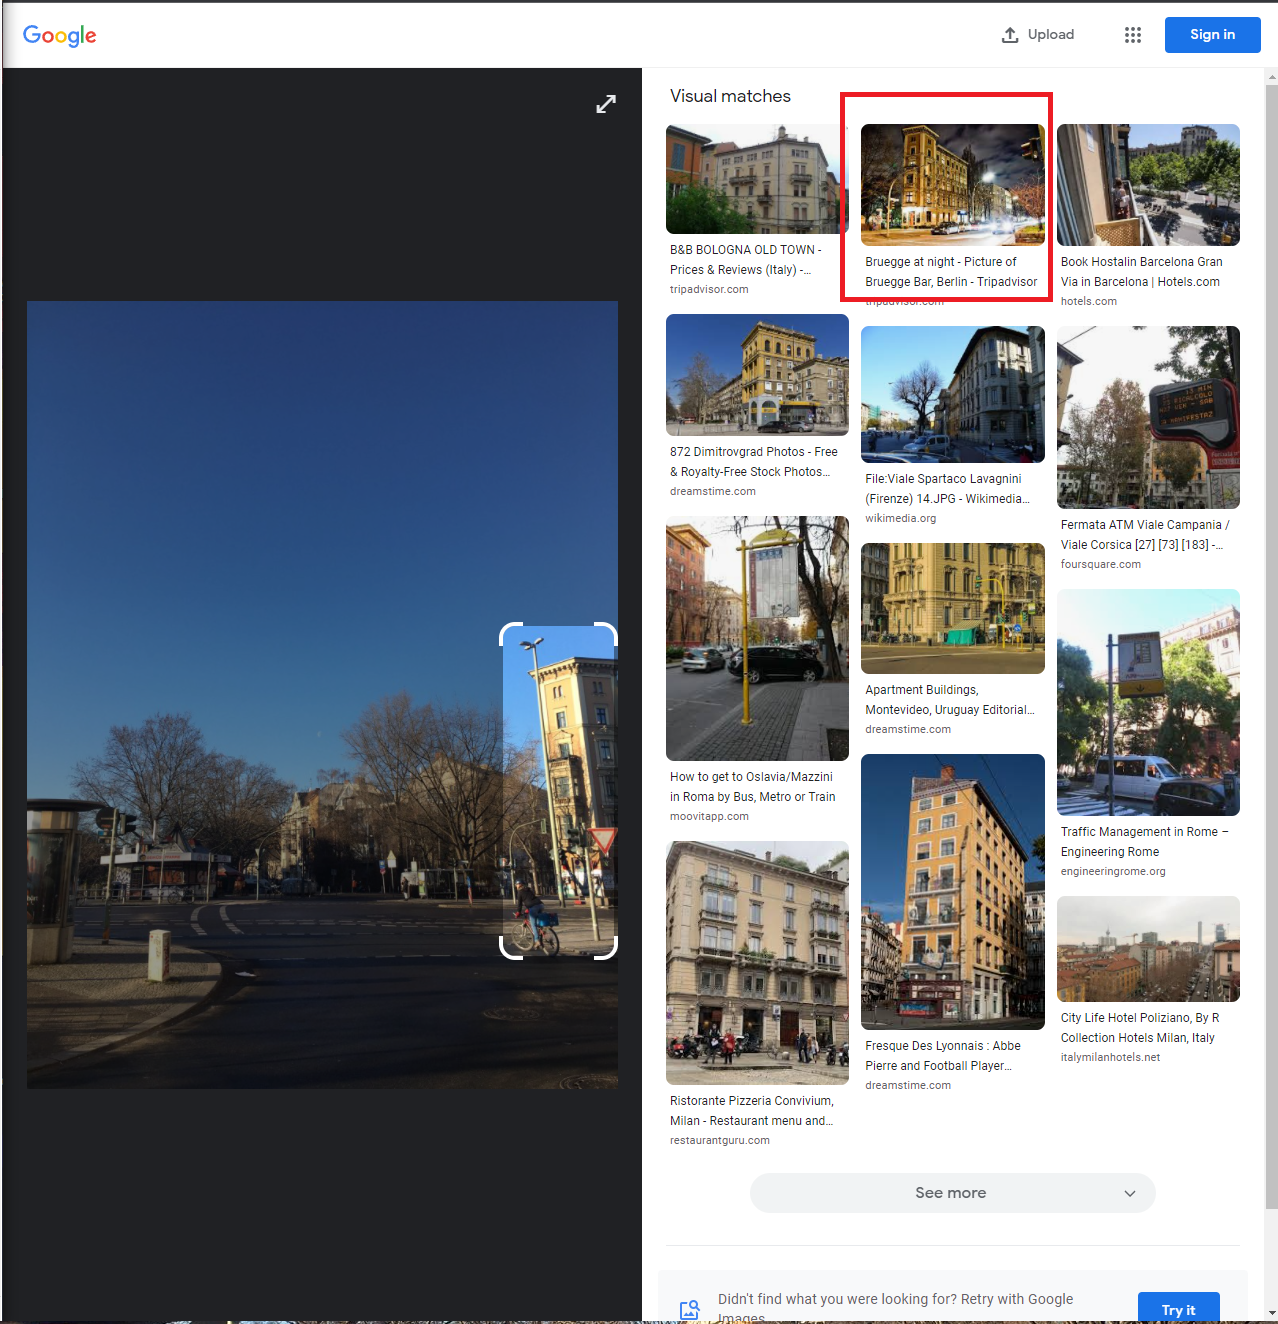 Google
Upload
Sign in
Visual matches
B&B BOLOGNA OLD TOWN -
Prices & Reviews (Italy) -...
tripadvisor.com
872 Dimitrovgrad Photos - Free
& Royalty-Free Stock Photos...
dreamstime.com
How to get to Oslavia/Mazzini
in Roma by Bus, Metro or Train
moovitapp.com
Ristorante Pizzeria Convivium,
Milan - Restaurant menu and...
restaurantguru.com
Bruegge at night - Picture of
Bruegge Bar, Berlin - Tripadvisor
tripadvisor.com
File:Viale Spartaco Lavagnini
(Firenze) 14.JPG - Wikimedia...
wikimedia.org
Apartment Buildings,
Montevideo, Uruguay Editorial...
dreamstime.com
Fresque Des Lyonnais : Abbe
Pierre and Football Player...
dreamstime.com
Book Hostalin Barcelona Gran
Via in Barcelona | Hotels.com
hotels.com
Fermata ATM Viale Campania /
Viale Corsica [27] [73] [183] -...
foursquare.com
Traffic Management in Rome –
Engineering Rome
engineeringrome.org
City Life Hotel Poliziano, By R
Collection Hotels Milan, Italy
italymilanhotels.net
See more
Didn't find what you were looking for? Retry with Google
Images
Try it